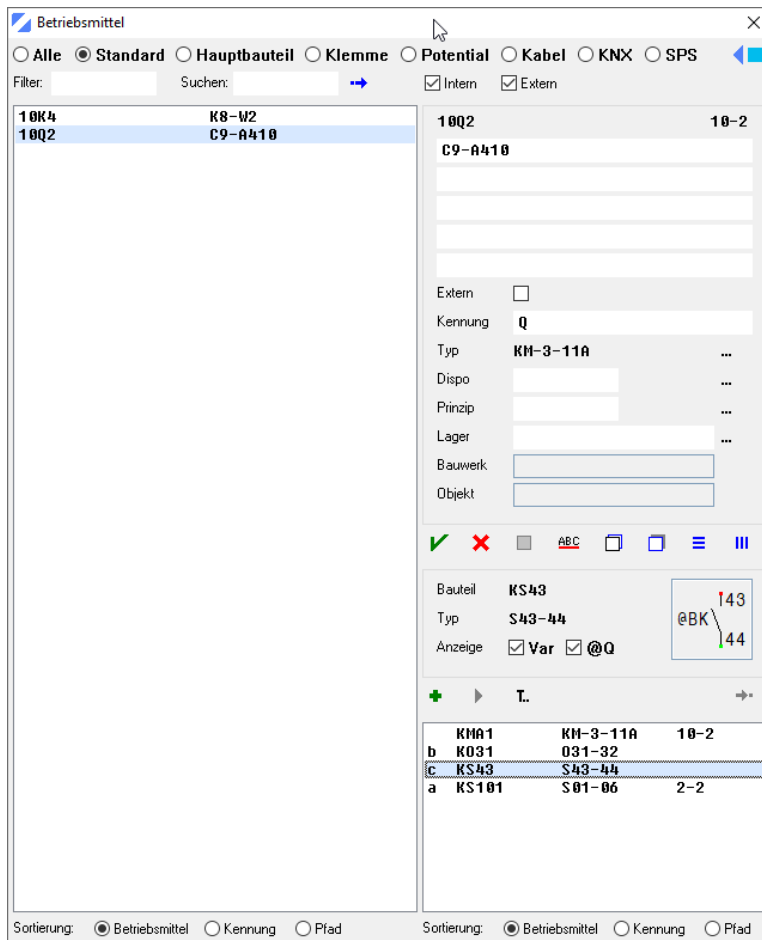 Betriebsmittel
Alle Standard Hauptbauteil Klemme Potential Kabel KNX SPS
Filter: Suchen: Intern Extern
10K4 K8-W2
10Q2 C9-A410
10Q2 10-2
C9-A410
Extern
Kennung Q
Typ KM-3-11A ...
Dispo ...
Prinzip ...
Lager ...
Bauwerk
Objekt
ABC
Bauteil KS43
Typ S43-44
Anzeige Var @Q
@BK 43 44
T..
KMA1 KM-3-11A 10-2
b KO31 O31-32
c KS43 S43-44
a KS101 S01-06 2-2
Sortierung: Betriebsmittel Kennung Pfad
Sortierung: Betriebsmittel Kennung Pfad